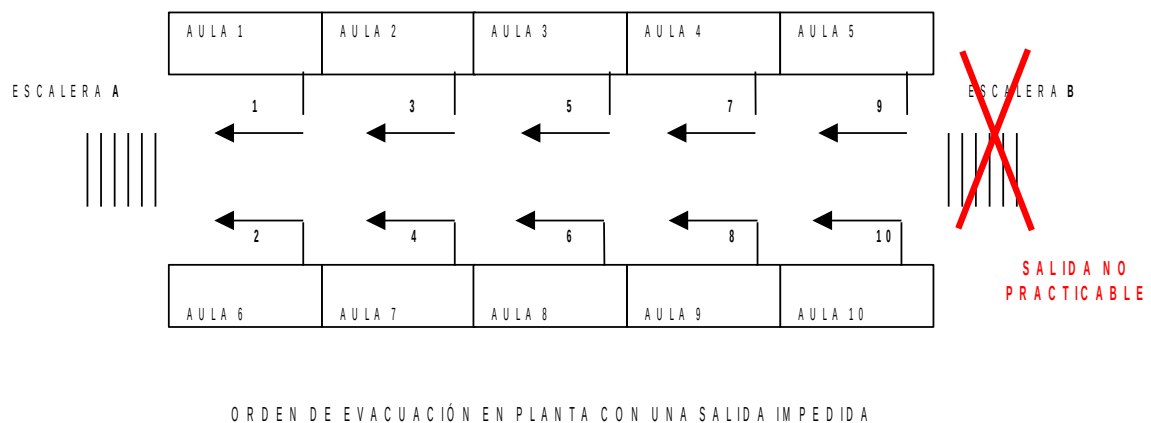 AULA 1
AULA 2
AULA 3
AULA 4
AULA 5
ESCALERA A
1
3
5
7
9
ESCALERA B
2
4
6
8
10
SALIDA NO
PRACTICABLE
AULA 6
AULA 7
AULA 8
AULA 9
AULA 10
ORDEN DE EVACUACIÓN EN PLANTA CON UNA SALIDA IMPEDIDA